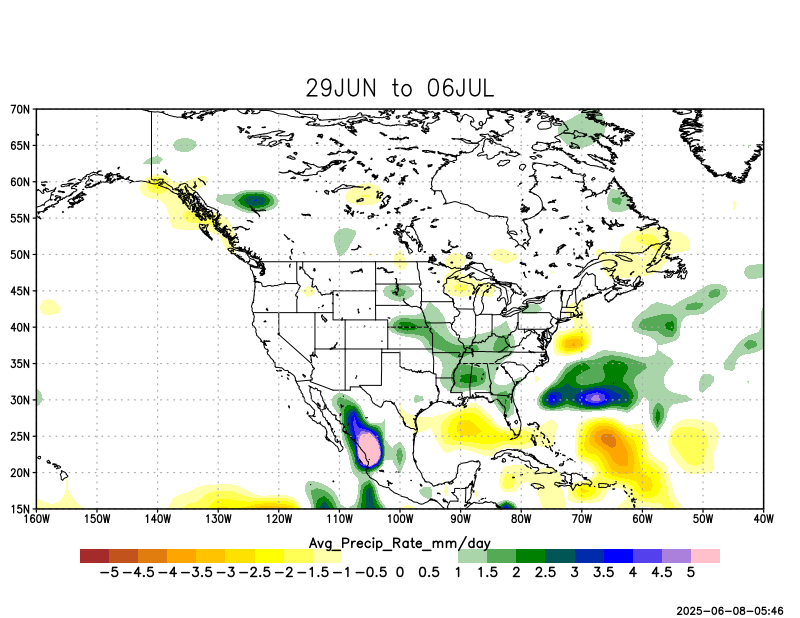 29JUN to 06JUL
70N
65N
60N
55N
50N
45N
40N
35N
30N
25N
20N
15N
160W 150W 140W 130W 120W 110W 100W 90W 80W 70W 60W 50W 40W
Avg_Precip_Rate_mm/day
-5 -4.5 -4 -3.5 -3 -2.5 -2 -1.5 -1 -0.5 0 0.5 1 1.5 2 2.5 3 3.5 4 4.5 5
2025-06-08-05:46